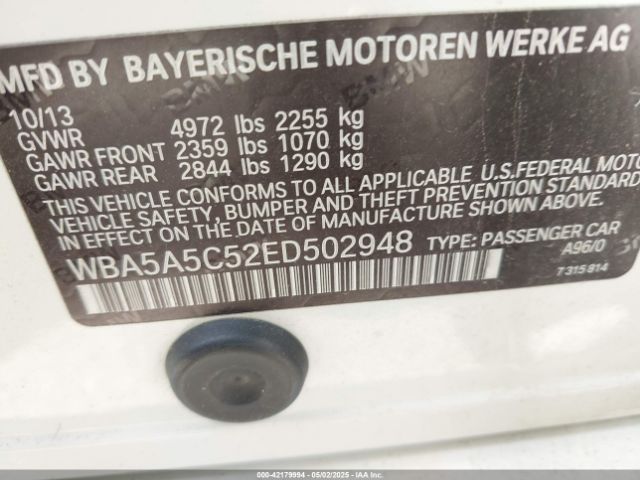 MFD BY BAYERISCHE MOTOREN WERKE AG
10/13
GVWR 4972 lbs 2255 kg
GAWR FRONT 2359 lbs 1070 kg
GAWR REAR 2844 lbs 1290 kg
THIS VEHICLE CONFORMS TO ALL APPLICABLE U.S.FEDERAL MOTO
VEHICLE SAFETY, BUMPER AND THEFT PREVENTION STANDARD
IN EFFECT ON THE DATE OF MANUFACTURE SHOWN ABOVE.
WBA5A5C52ED502948 TYPE: PASSENGER CAR
A96/0
7 315 814
000-42179994 - 05/02/2025 - IAA Inc.